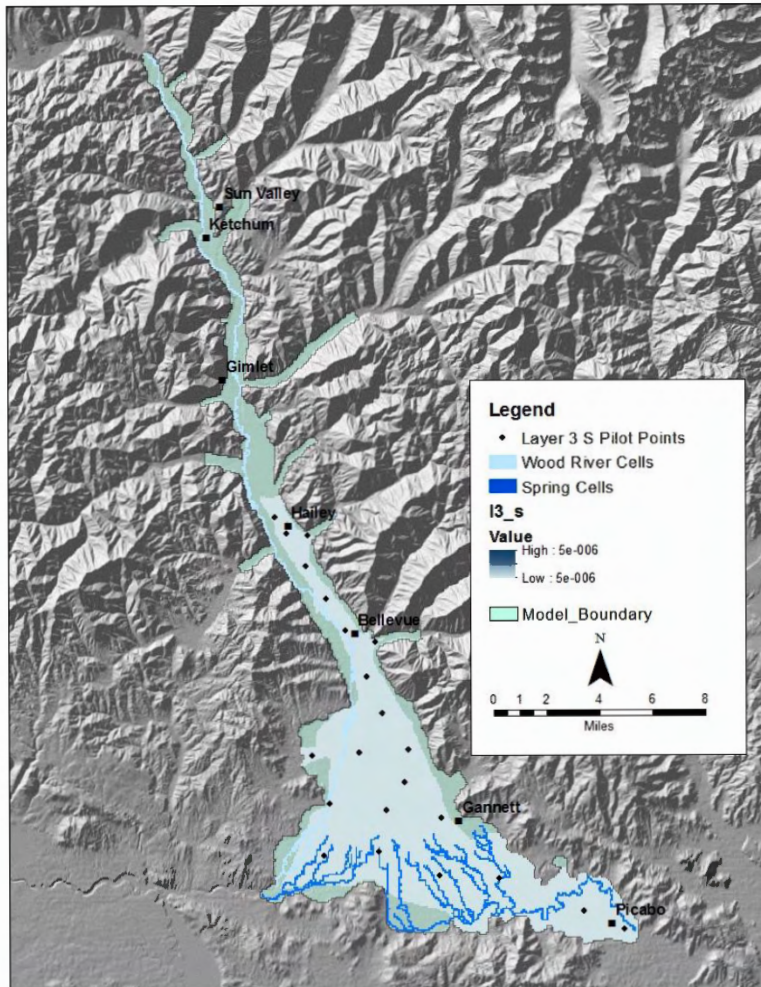 Sun Valley
Ketchum
Gimlet
Hailey
Bellevue
Gannett
Picabo
Legend
Layer 3 S Pilot Points
Wood River Cells
Spring Cells
l3_s
Value
High : 5e-006
Low : 5e-006
Model_Boundary
N
0 1 2 4 6 8
Miles